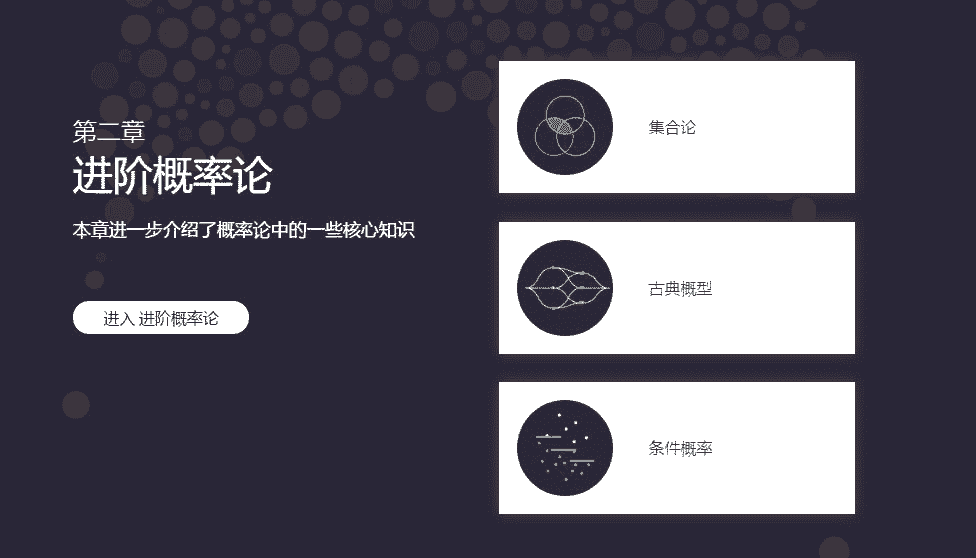 第二章
进阶概率论
本章进一步介绍了概率论中的一些核心知识
进入 进阶概率论
集合论
古典概型
条件概率